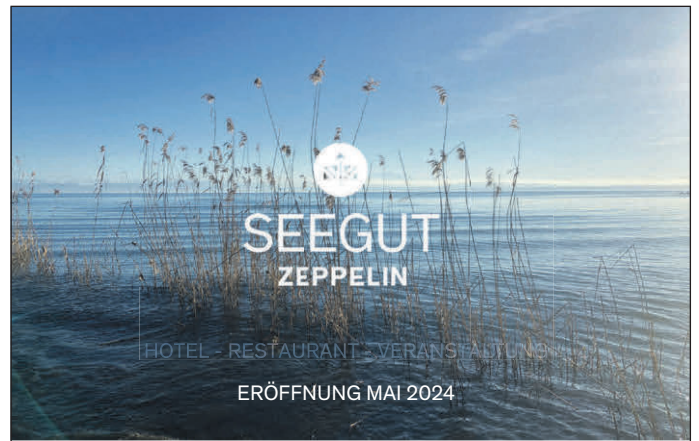 SEEGUT
ZEPPELIN
HOTEL - RESTAURANT - VERANSTALTUNG
ERÖFFNUNG MAI 2024